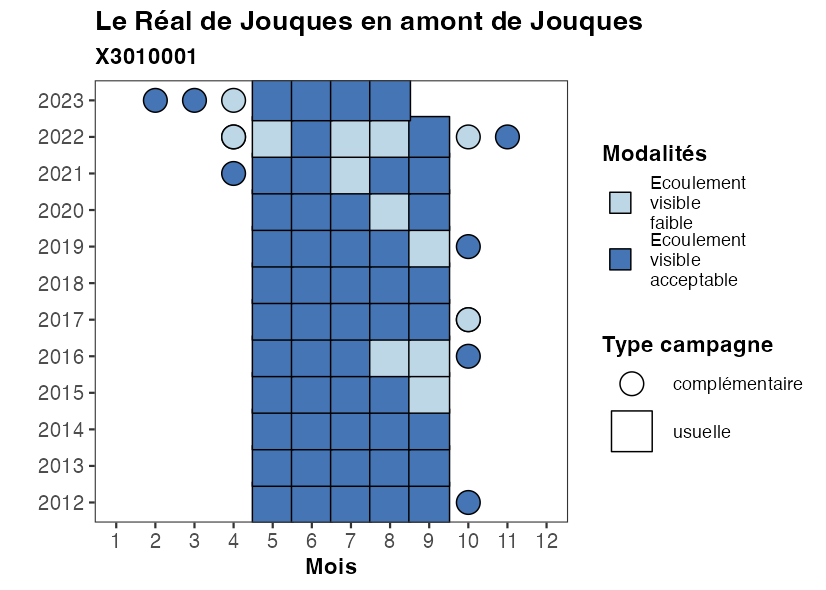 Le Réal de Jouques en amont de Jouques
X3010001
2023
2022
2021
2020
2019
2018
2017
2016
2015
2014
2013
2012
1 2 3 4 5 6 7 8 9 10 11 12
Mois
Modalités
Ecoulement
visible
faible
Ecoulement
visible
acceptable
Type campagne
complémentaire
usuelle